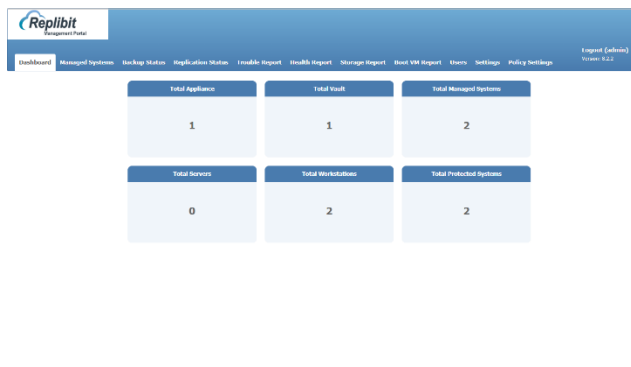 Replibit
Management Portal
Logout (admin)
Version: 8.2.2
Dashboard Managed Systems Backup Status Replication Status Trouble Report Health Report Storage Report Boot VM Report Users Settings Policy Settings
Total Appliance Total Vault Total Managed Systems
1 1 2
Total Servers Total Workstations Total Protected Systems
0 2 2